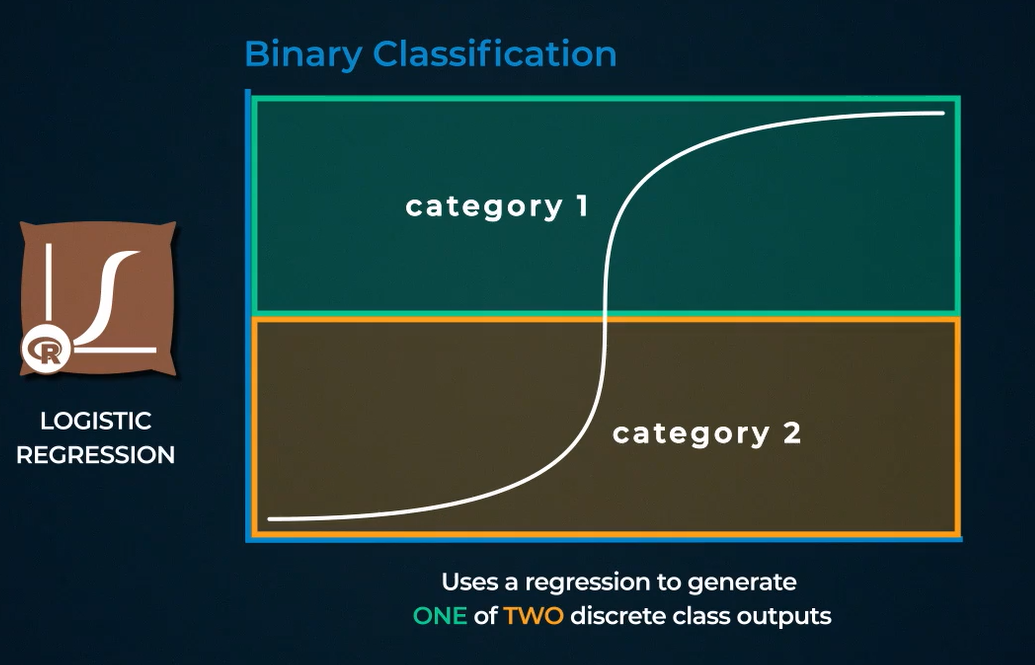 Binary Classification
category 1
R
LOGISTIC
REGRESSION
category 2
Uses a regression to generate
ONE of TWO discrete class outputs